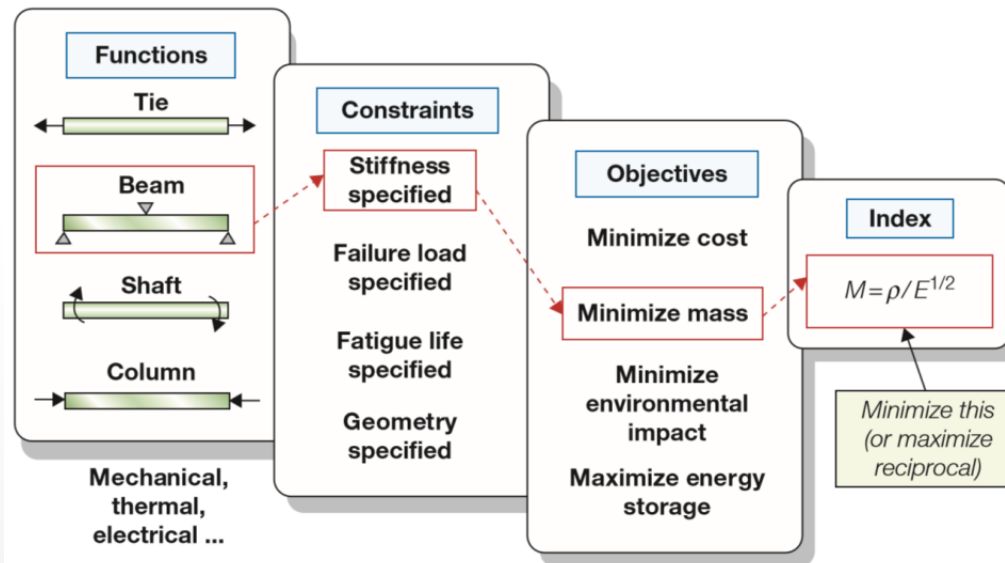 Functions
Tie
Beam
Shaft
Column
Mechanical,
thermal,
electrical ...
Constraints
Stiffness
specified
Failure load
specified
Fatigue life
specified
Geometry
specified
Objectives
Minimize cost
Minimize mass
Minimize
environmental
impact
Maximize energy
storage
Index
M = ρ/E^{1/2}
Minimize this
(or maximize
reciprocal)